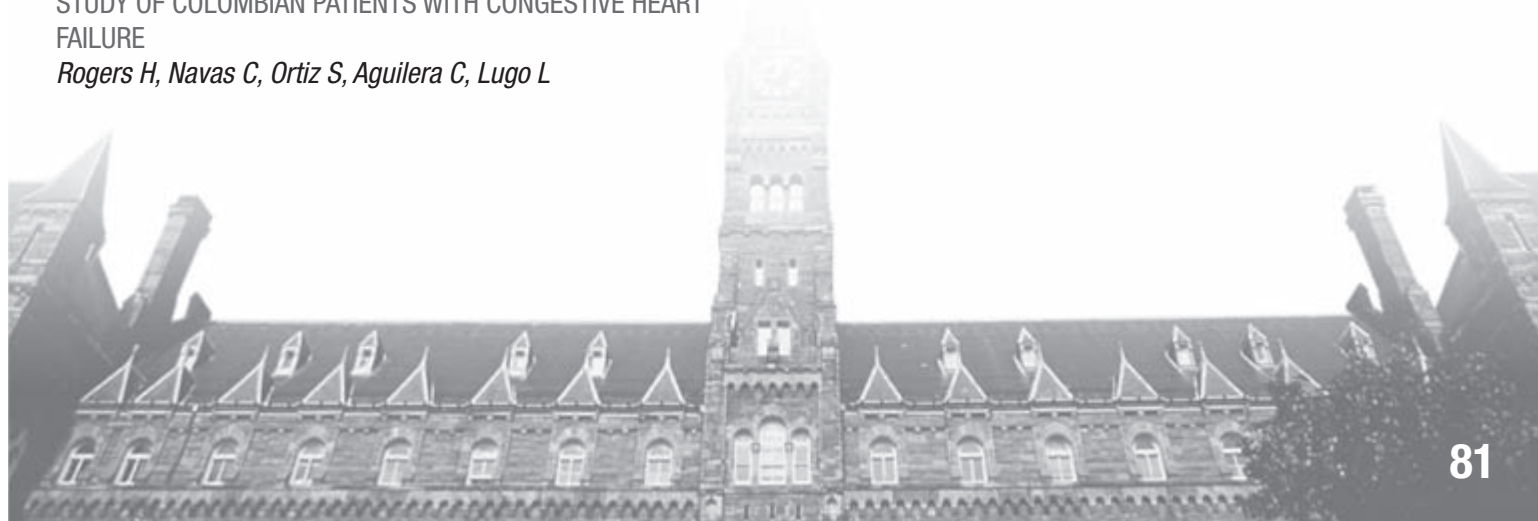 STUDY OF COLOMBIAN PATIENTS WITH CONGESTIVE HEART
FAILURE
Rogers H, Navas C, Ortiz S, Aguilera C, Lugo L
81